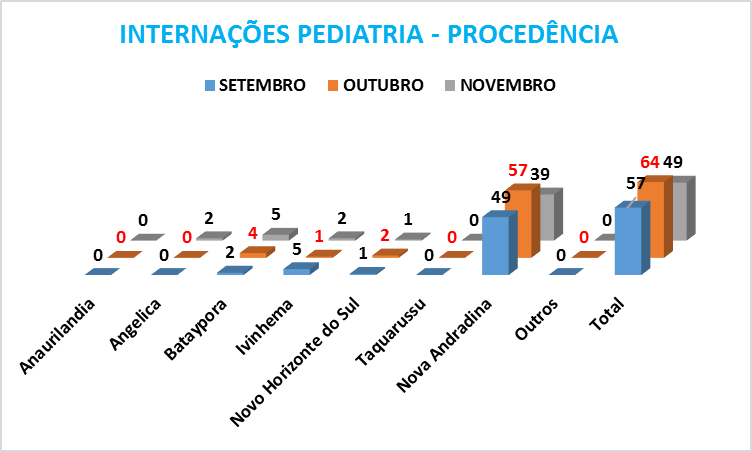 INTERNAÇÕES PEDIATRIA - PROCEDÊNCIA
SETEMBRO OUTUBRO NOVEMBRO
0 2 5 2 1 0 39 0 49
0 0 4 1 2 0 57 0 64
0 0 2 5 1 0 49 0 57
Anaurilandia
Angelica
Bataypora
Ivinhema
Novo Horizonte do Sul
Taquarussu
Nova Andradina
Outros
Total